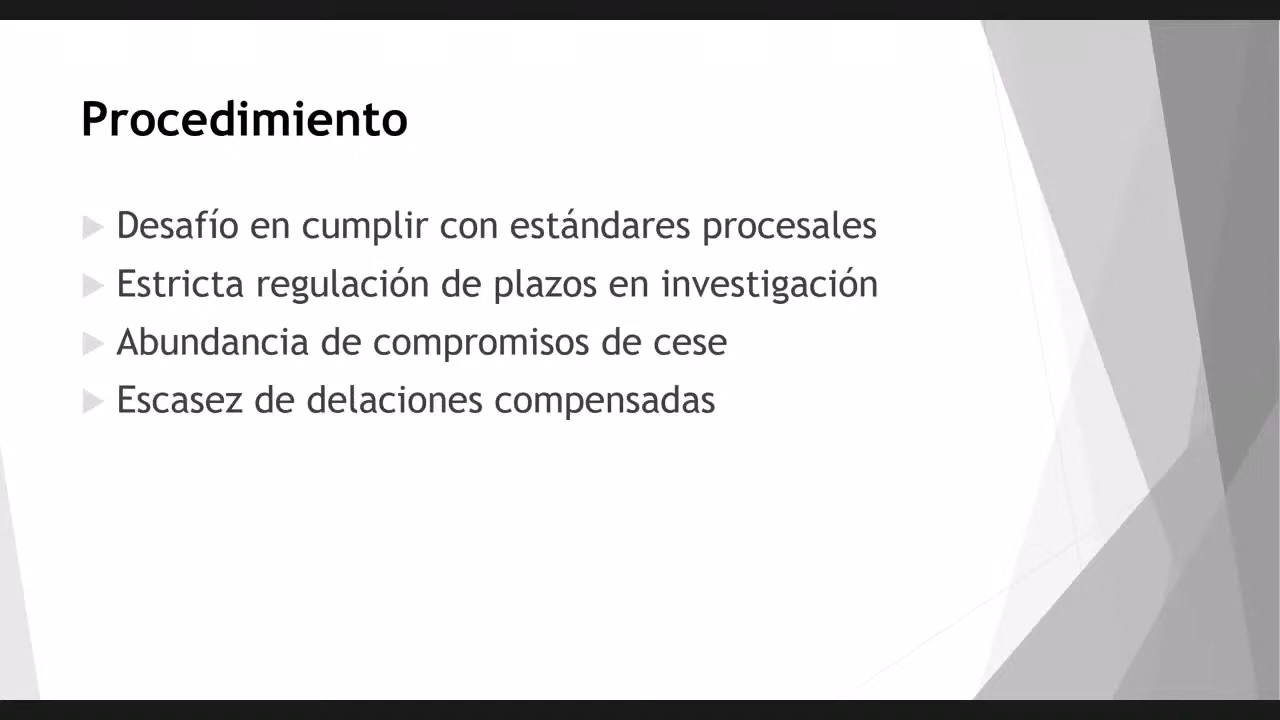 Procedimiento
Desafío en cumplir con estándares procesales
Estricta regulación de plazos en investigación
Abundancia de compromisos de cese
Escasez de delaciones compensadas